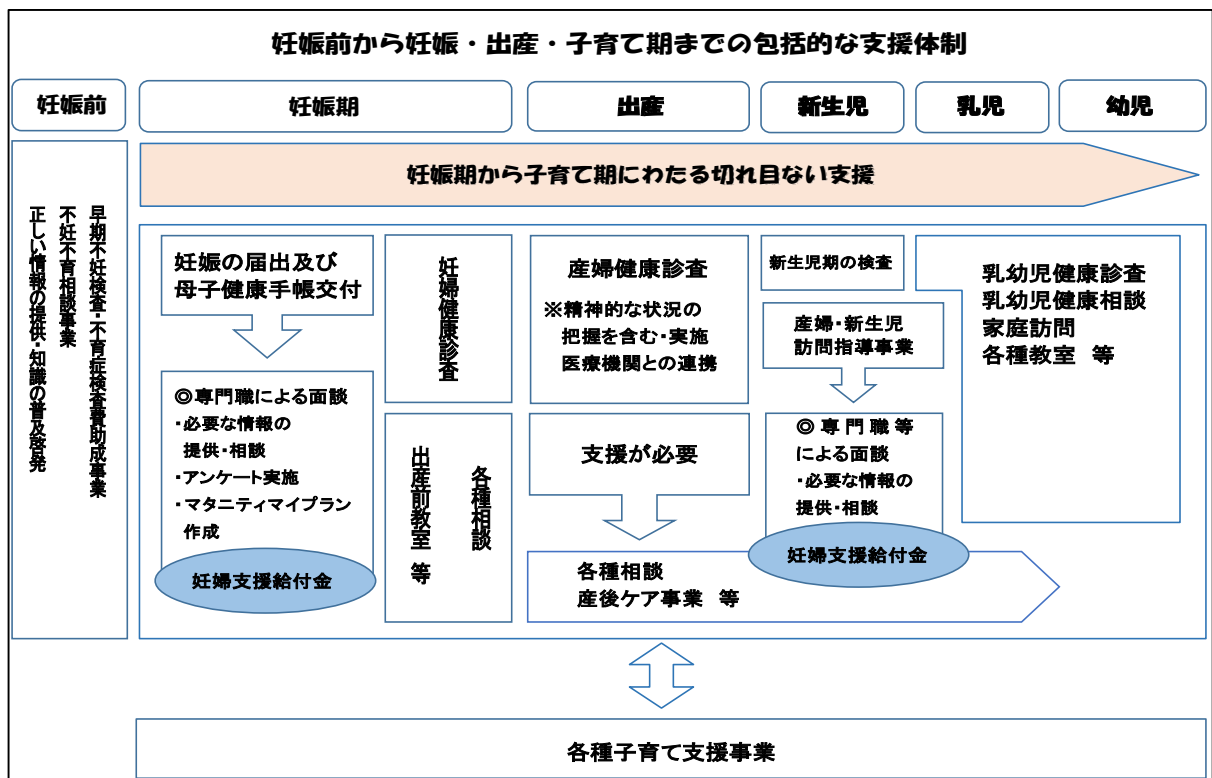 妊娠前から妊娠・出産・子育て期までの包括的な支援体制
妊娠前
妊娠期
出産
新生児
乳児
幼児
妊娠期から子育て期にわたる切れ目ない支援
早期不妊検査・不育症検査費助成事業
不妊不育相談事業
正しい情報の提供・知識の普及啓発
妊娠の届出及び
母子健康手帳交付
◎専門職による面談
・必要な情報の
提供・相談
・アンケート実施
・マタニティマイプラン
作成
妊婦支援給付金
妊婦健康診査
各種相談
出産前教室 等
産婦健康診査
※精神的な状況の
把握を含む・実施
医療機関との連携
支援が必要
各種相談
産後ケア事業 等
新生児期の検査
産婦・新生児
訪問指導事業
◎専門職等
による面談
・必要な情報の
提供・相談
妊婦支援給付金
乳幼児健康診査
乳幼児健康相談
家庭訪問
各種教室 等
各種子育て支援事業